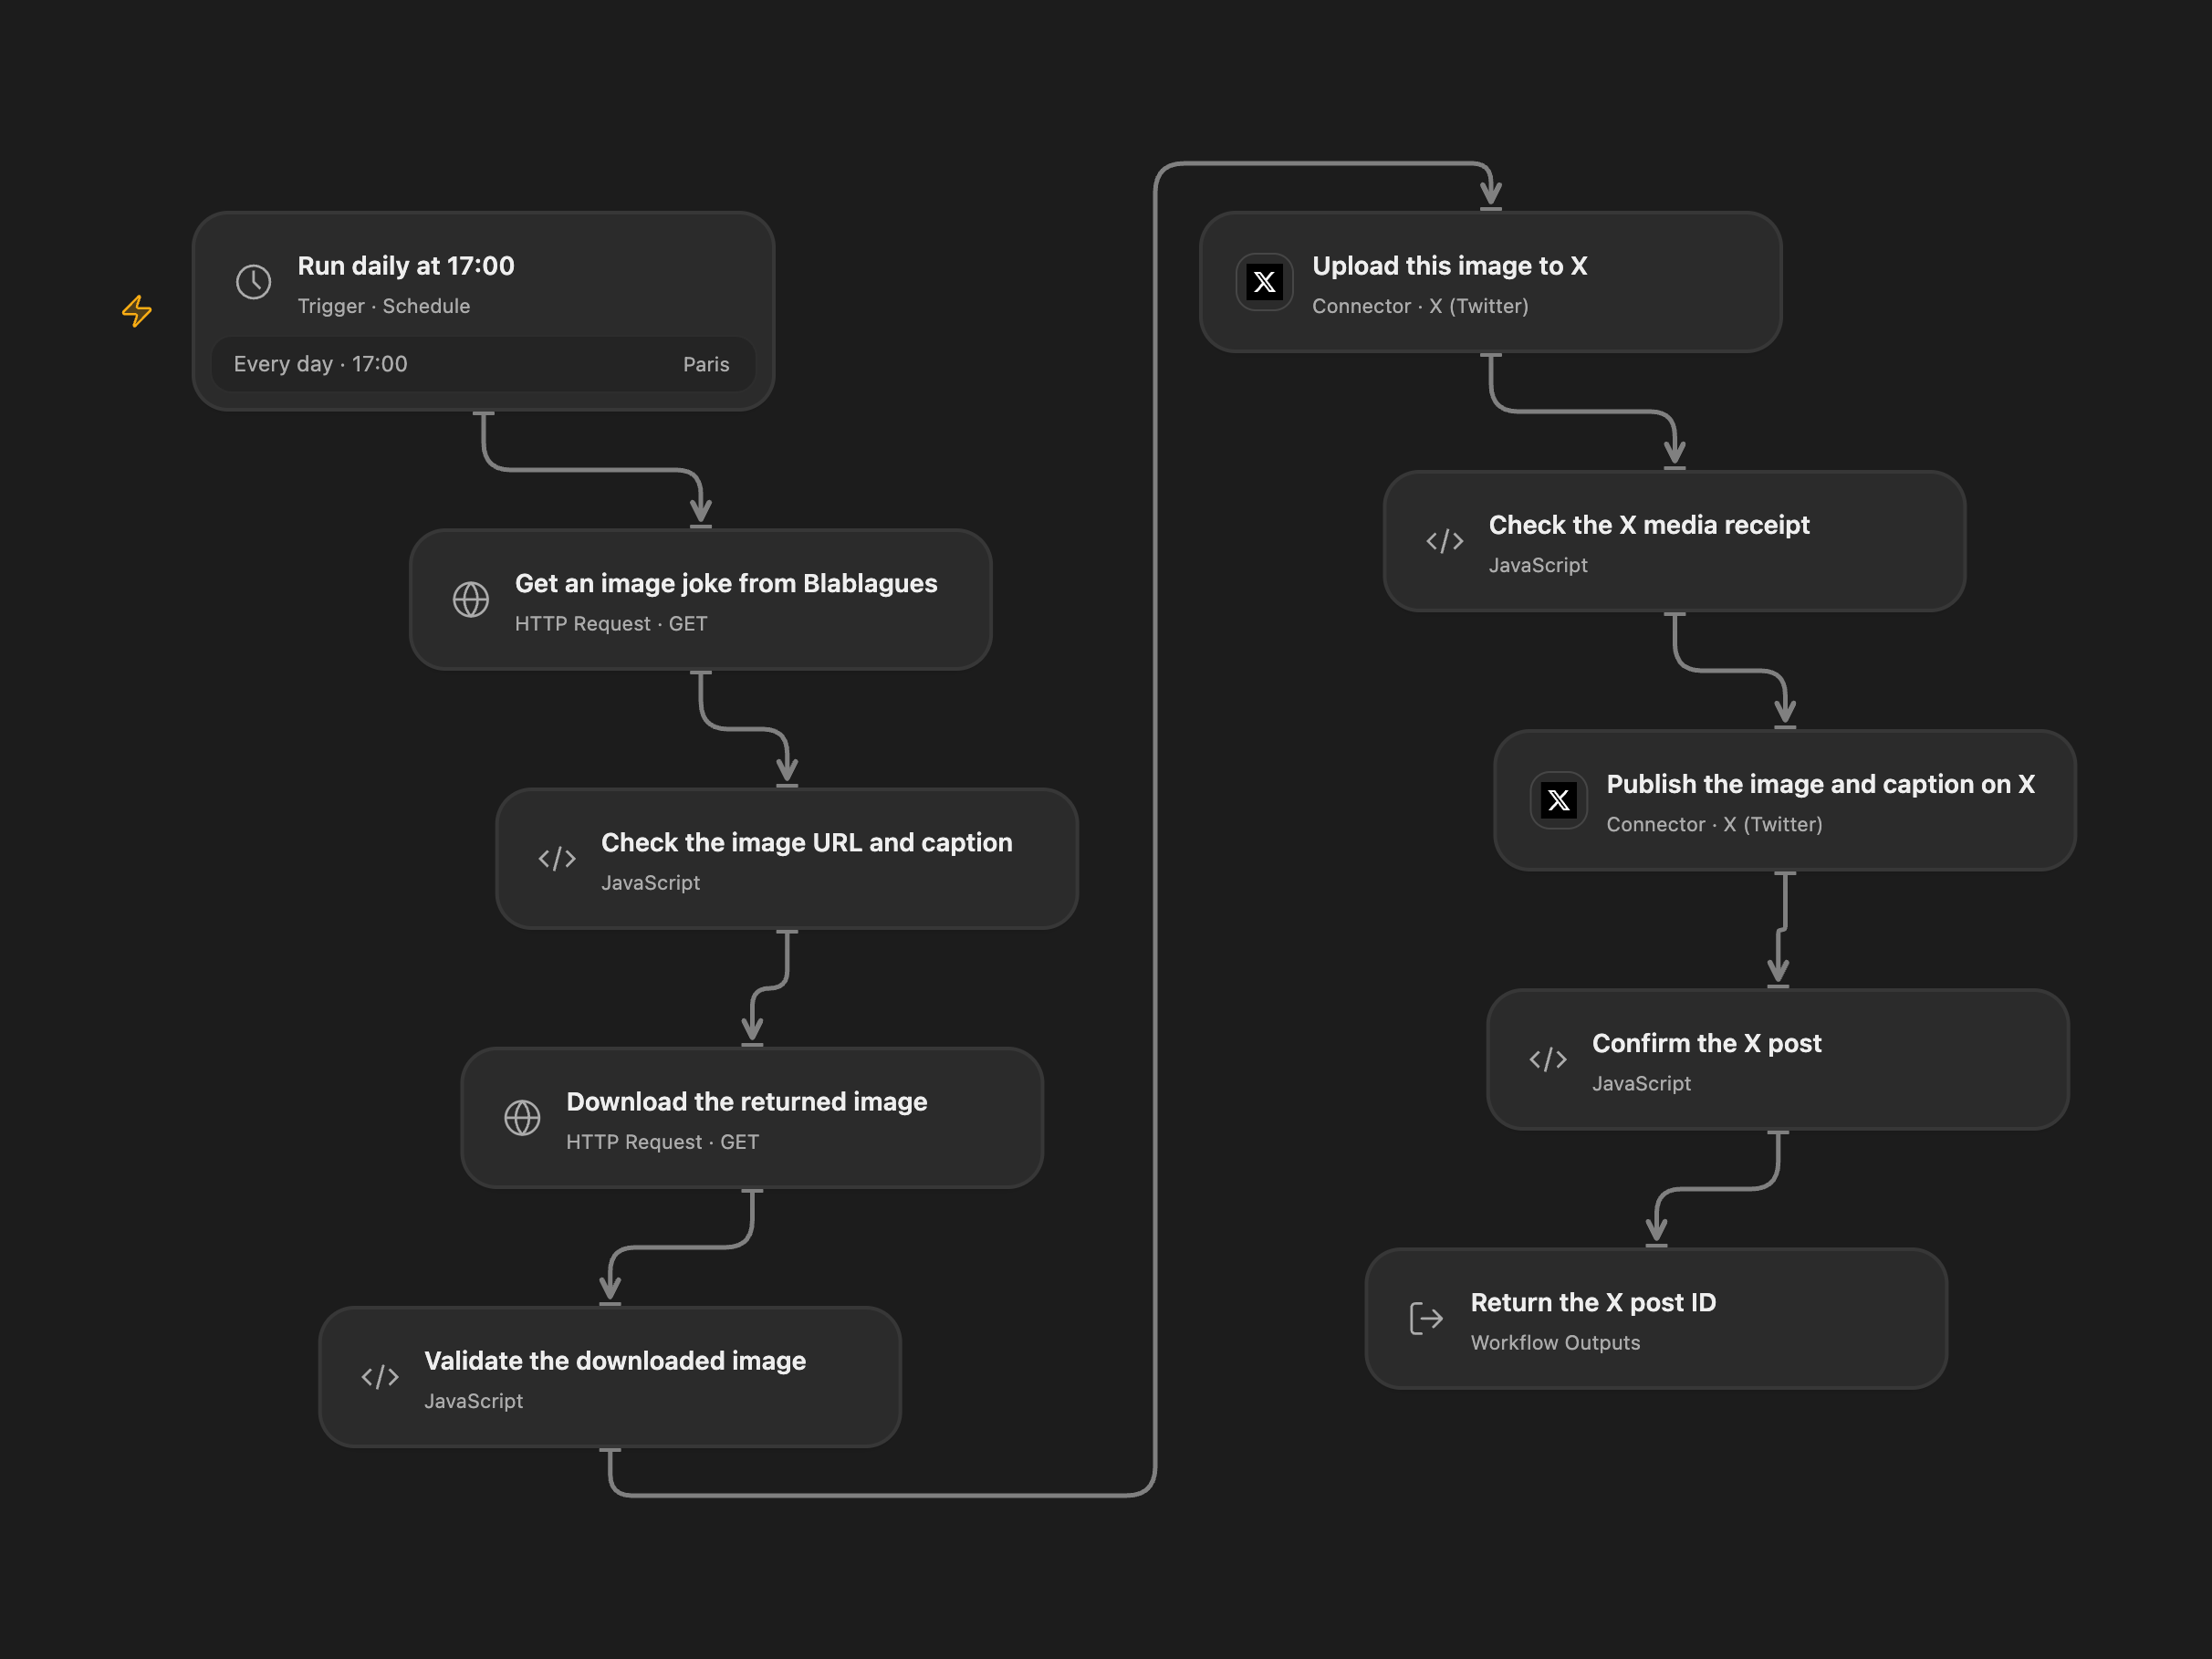 Run daily at 17:00
Trigger · Schedule
Every day · 17:00
Paris
Get an image joke from Blablagues
HTTP Request · GET
Check the image URL and caption
JavaScript
Download the returned image
HTTP Request · GET
Validate the downloaded image
JavaScript
Upload this image to X
Connector · X (Twitter)
Check the X media receipt
JavaScript
Publish the image and caption on X
Connector · X (Twitter)
Confirm the X post
JavaScript
Return the X post ID
Workflow Outputs